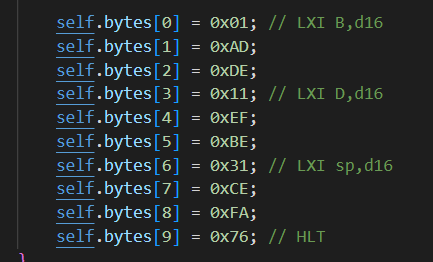 self.bytes[0] = 0x01; // LXI B,d16
self.bytes[1] = 0xAD;
self.bytes[2] = 0xDE;
self.bytes[3] = 0x11; // LXI D,d16
self.bytes[4] = 0xEF;
self.bytes[5] = 0xBE;
self.bytes[6] = 0x31; // LXI sp,d16
self.bytes[7] = 0xCE;
self.bytes[8] = 0xFA;
self.bytes[9] = 0x76; // HLT
}